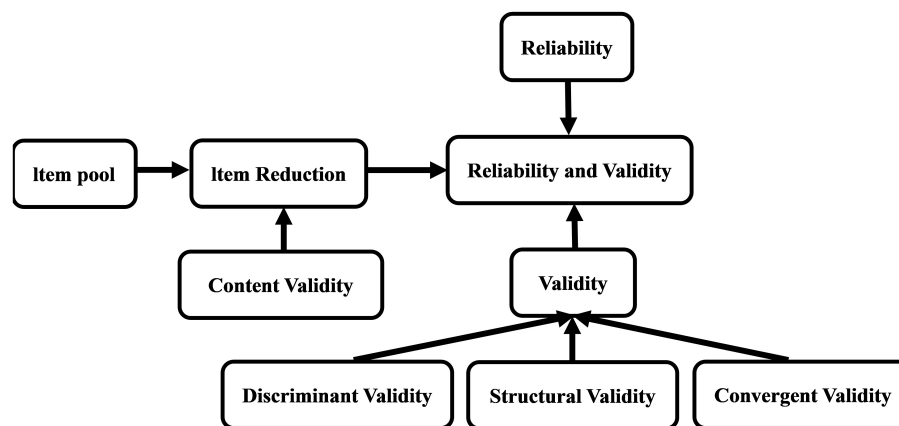 Reliability
Item pool
Item Reduction
Reliability and Validity
Content Validity
Validity
Discriminant Validity
Structural Validity
Convergent Validity